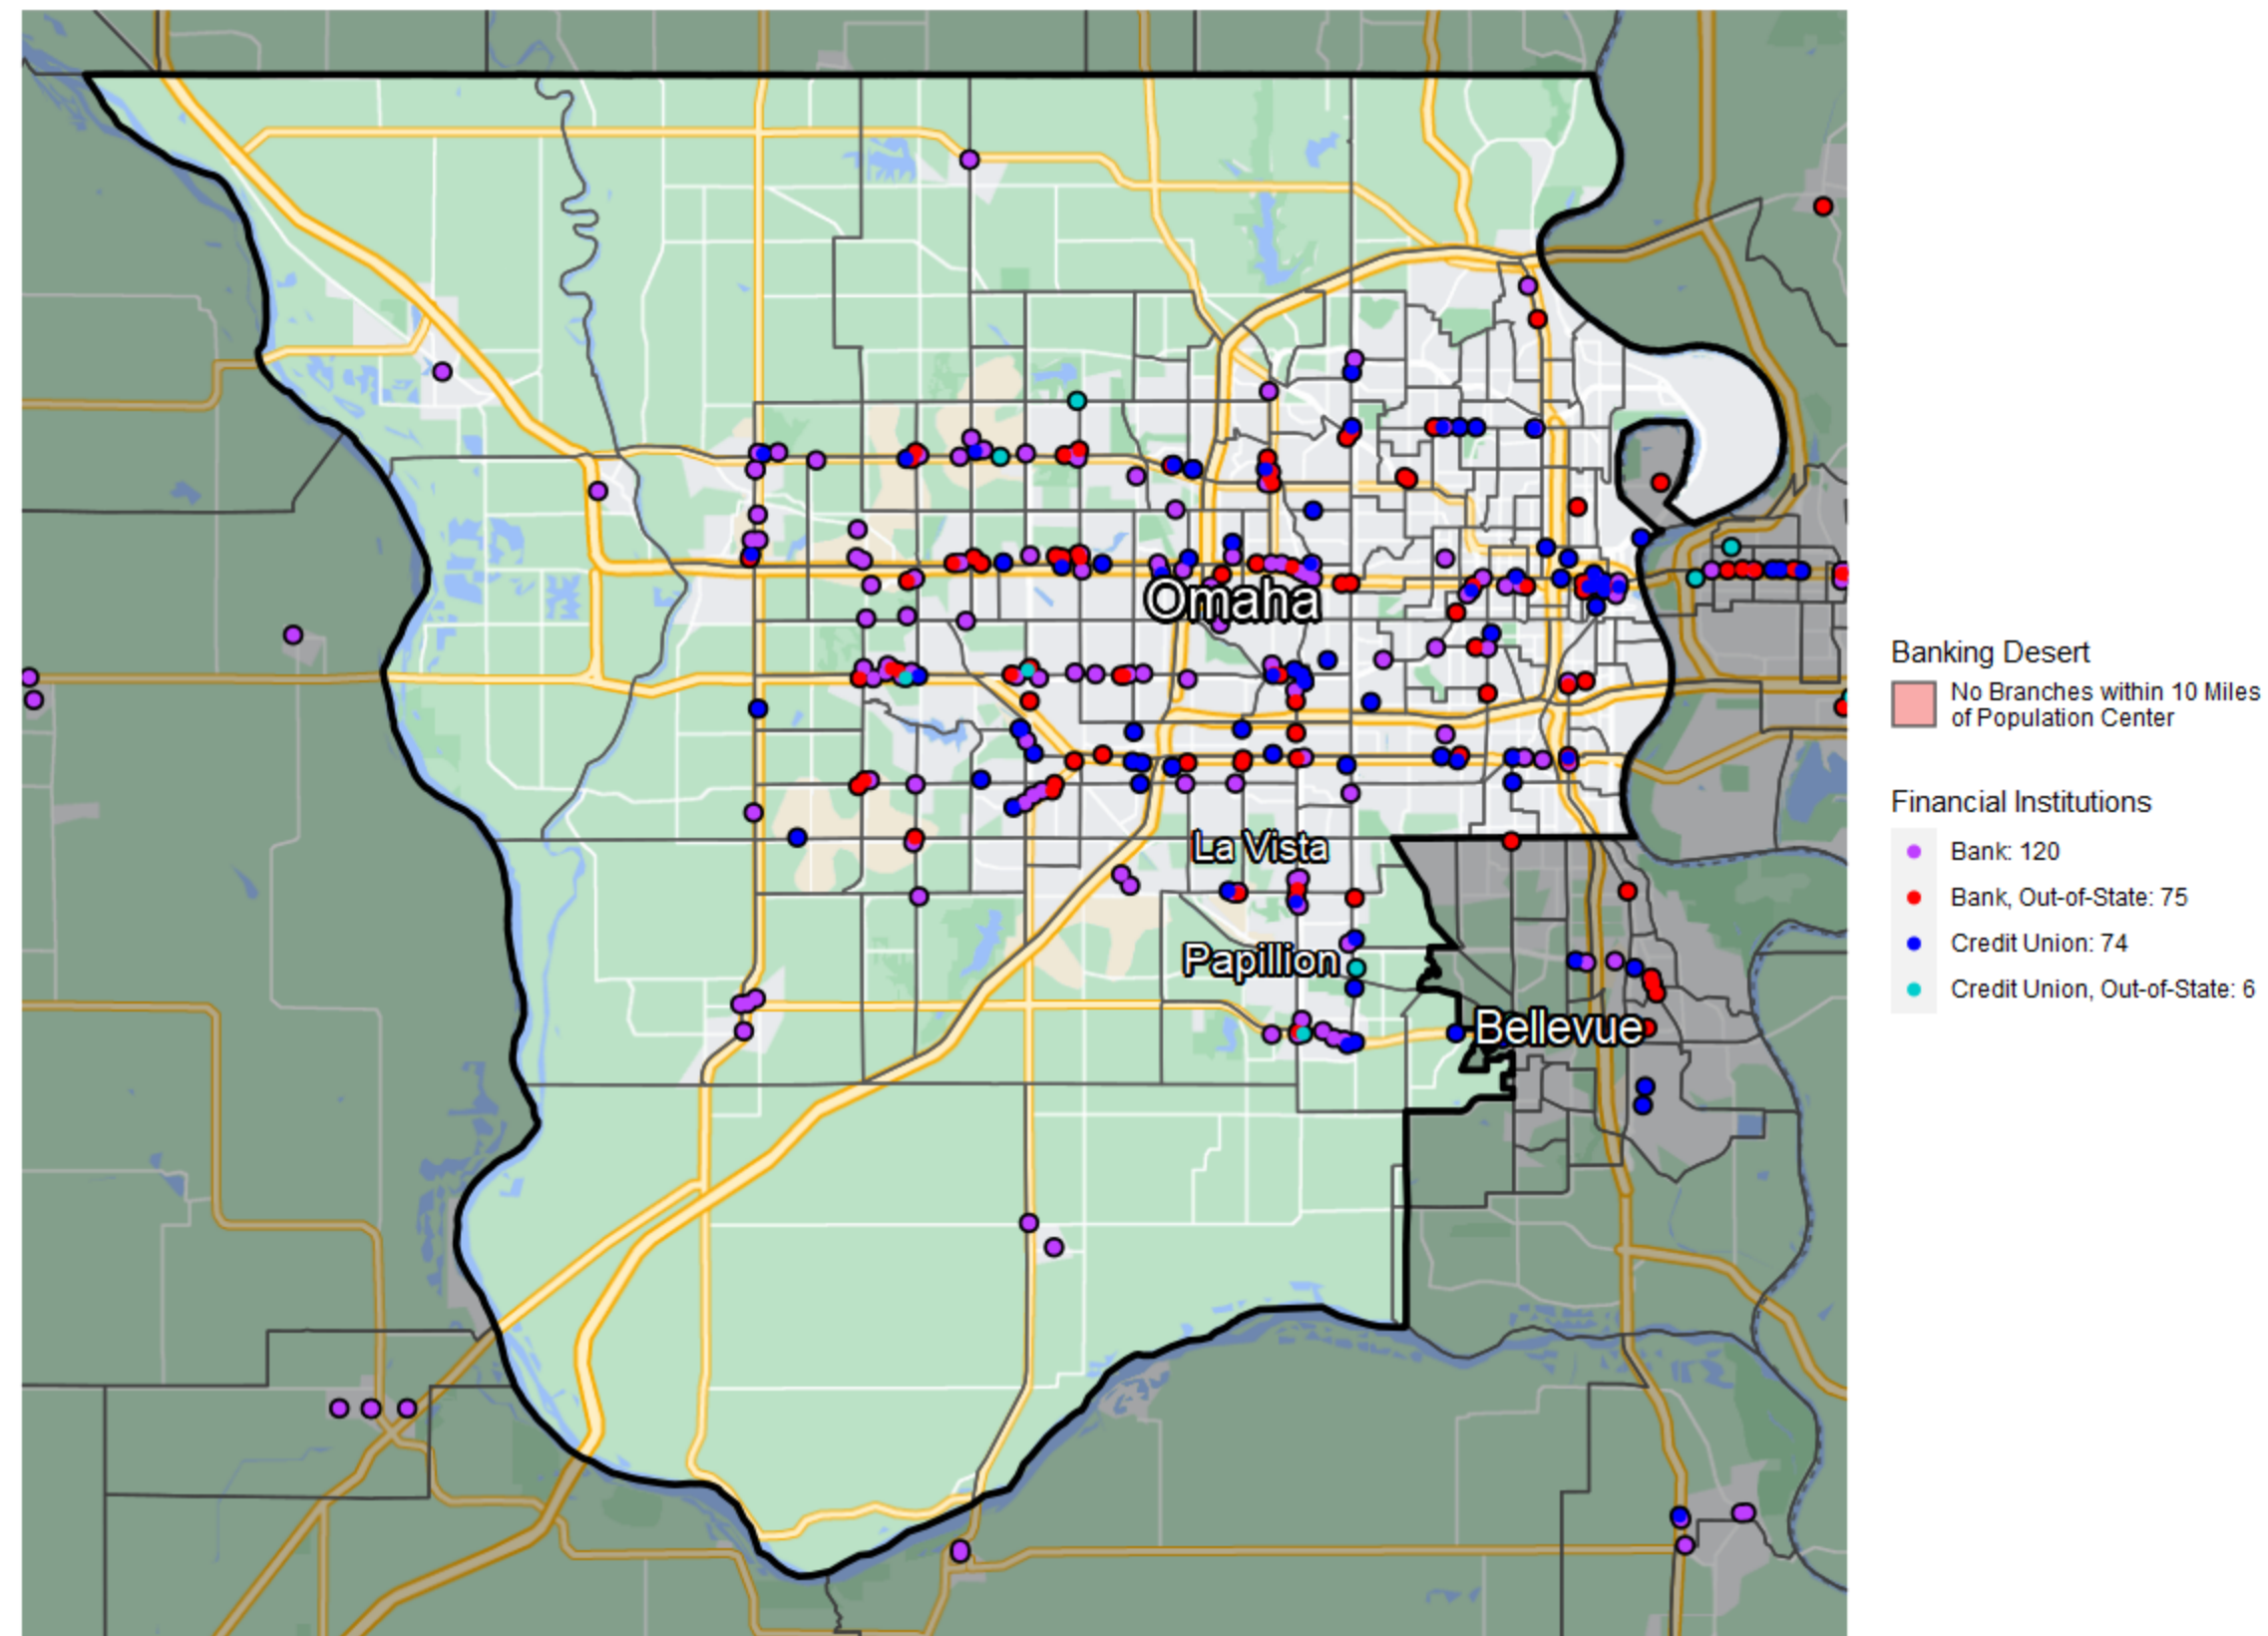 Omaha
La Vista
Papillion
Bellevue
Banking Desert
No Branches within 10 Miles
of Population Center
Financial Institutions
Bank: 120
Bank, Out-of-State: 75
Credit Union: 74
Credit Union, Out-of-State: 6